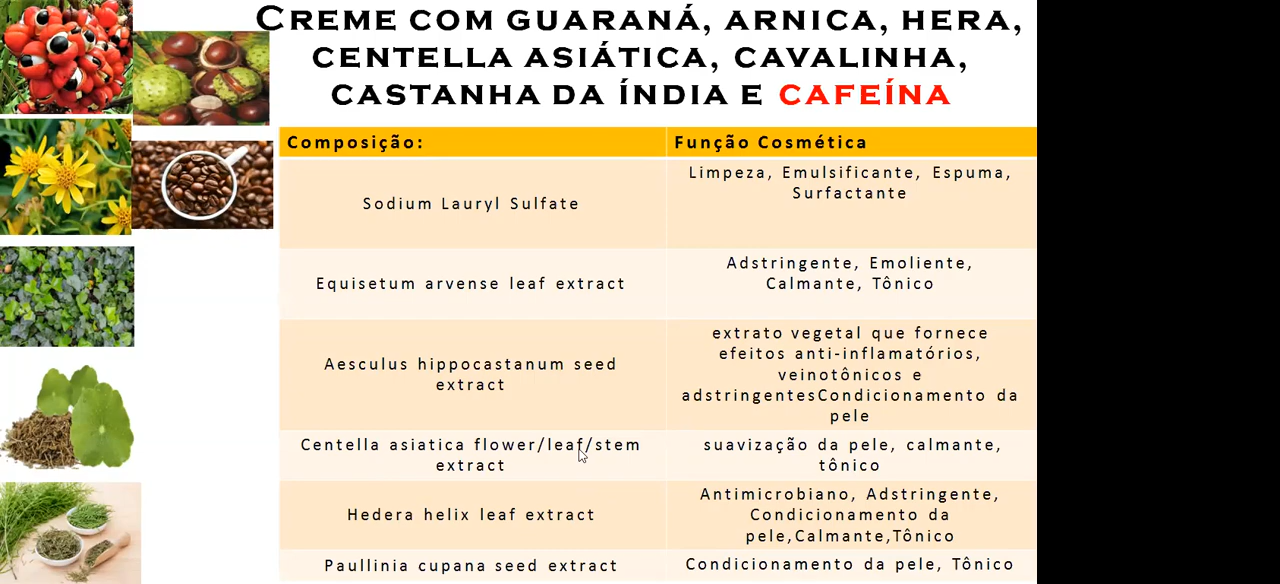 CREME COM GUARANÁ, ARNICA, HERA,
CENTELLA ASIÁTICA, CAVALINHA,
CASTANHA DA ÍNDIA E CAFEÍNA
Composição:
Função Cosmética
Sodium Lauryl Sulfate
Limpeza, Emulsificante, Espuma,
Surfactante
Equisetum arvense leaf extract
Adstringente, Emoliente,
Calmante, Tônico
Aesculus hippocastanum seed
extract
extrato vegetal que fornece
efeitos anti-inflamatórios,
veinotônicos e
adstringentesCondicionamento da
pele
Centella asiatica flower/leaf/stem
extract
suavização da pele, calmante,
tônico
Hedera helix leaf extract
Antimicrobiano, Adstringente,
Condicionamento da
pele,Calmante,Tônico
Paullinia cupana seed extract
Condicionamento da pele, Tônico